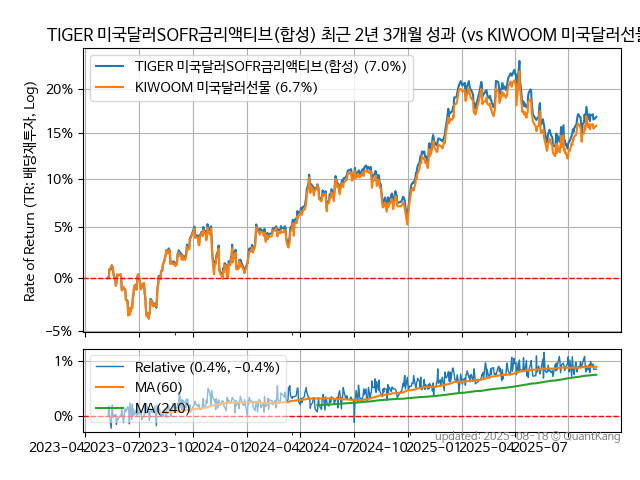 TIGER 미국달러SOFR금리액티브(합성) 최근 2년 3개월 성과 (vs KIWOOM 미국달러선물
TIGER 미국달러SOFR금리액티브(합성) (7.0%)
KIWOOM 미국달러선물 (6.7%)
Rate of Return (TR: 배당재투자, Log)
20%
15%
10%
5%
0%
−5%
Relative (0.4%, −0.4%)
MA(60)
MA(240)
1%
0%
2023-04
2023-07
2023-10
2024-01
2024-04
2024-07
2024-10
2025-01
2025-04
2025-07
updated: 2025-08-18 © QuantKang